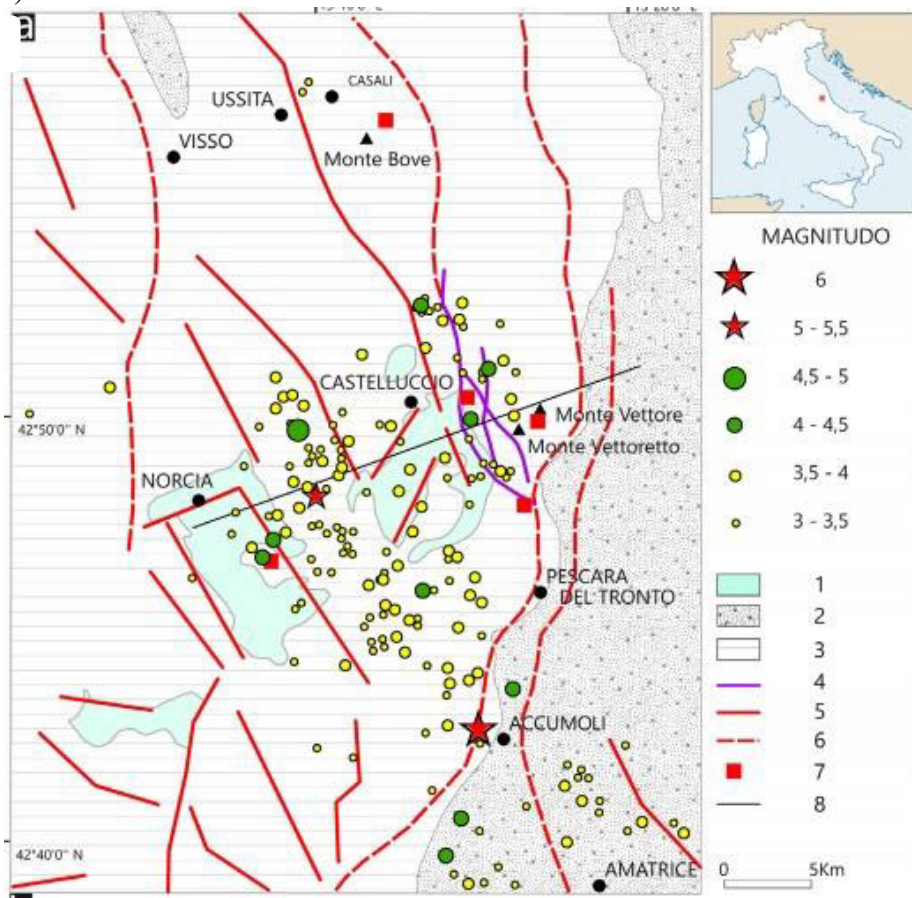 a
CASALI
USSITA
VISSO
Monte Bove
CASTELLUCCIO
Monte Vettore
Monte Vettoretto
42°50'0'' N
NORCIA
PESCARA
DEL TRONTO
ACCUMOLI
42°40'0'' N
AMATRICE
MAGNITUDO
6
5 - 5,5
4,5 - 5
4 - 4,5
3,5 - 4
3 - 3,5
1
2
3
4
5
6
7
8
0 5Km